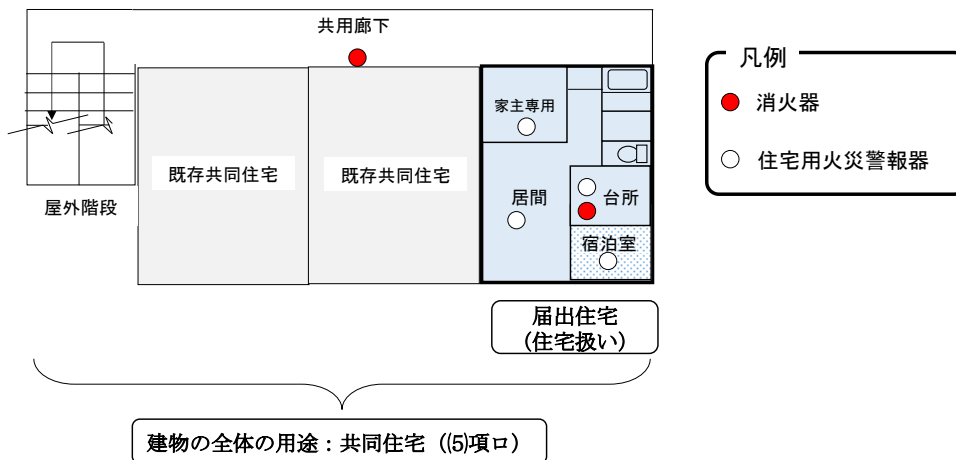 共用廊下
凡例
消火器
住宅用火災警報器
家主専用
既存共同住宅
既存共同住宅
居間
台所
宿泊室
屋外階段
届出住宅
（住宅扱い）
建物の全体の用途：共同住宅（(5)項ロ）